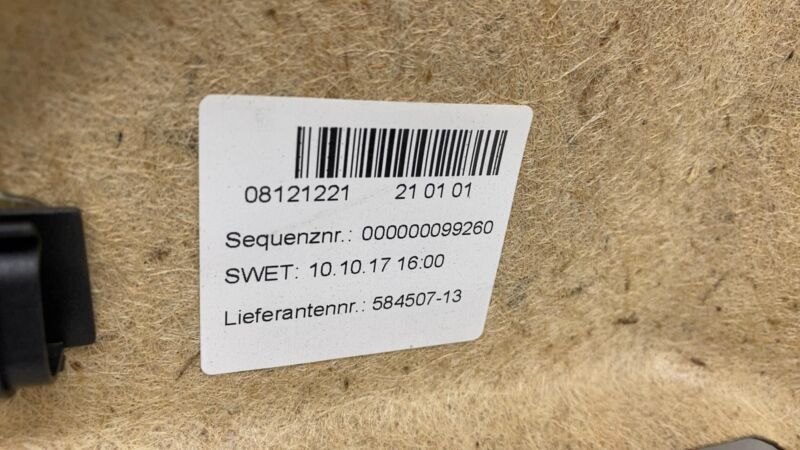 08121221 21 01 01
Sequenznr.: 000000099260
SWET: 10.10.17 16:00
Lieferantennr.: 584507-13